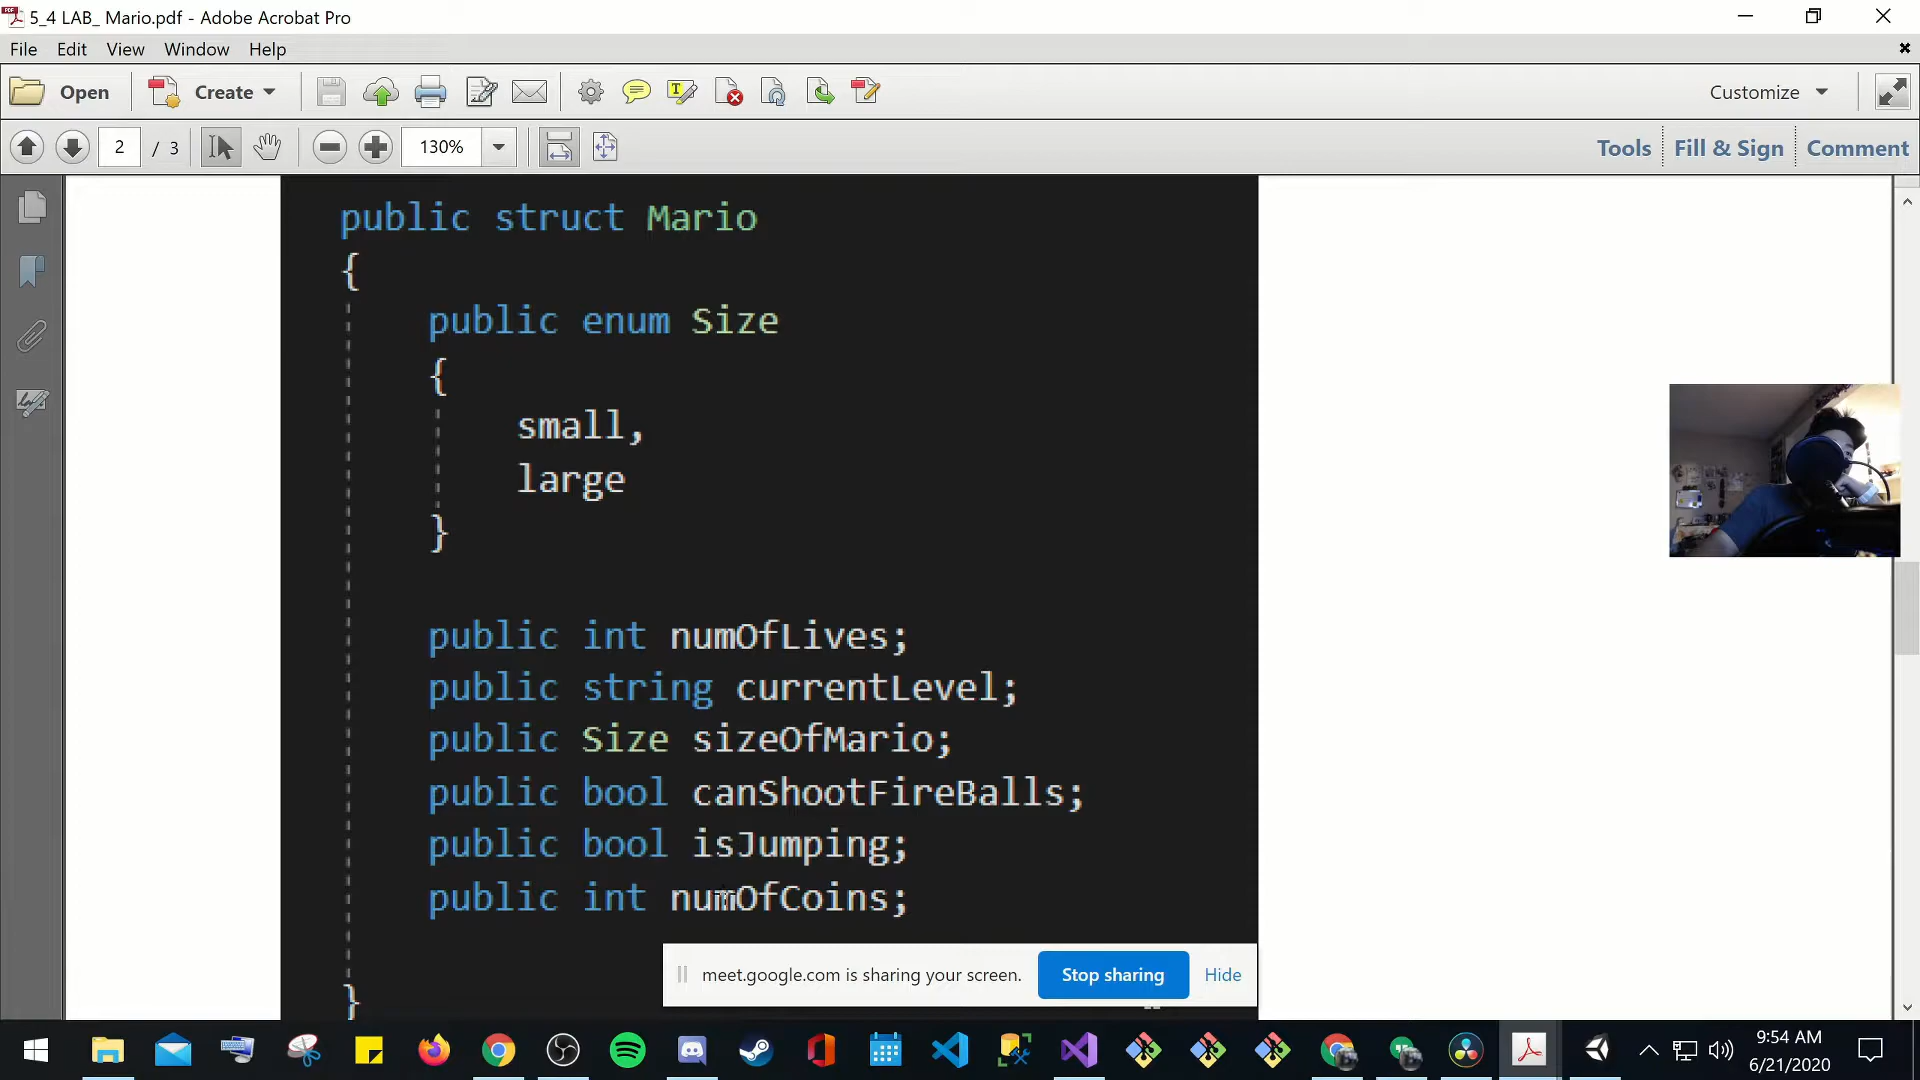 5_4 LAB_ Mario.pdf - Adobe Acrobat Pro
File Edit View Window Help
Open Create Customize
2 / 3 130% Tools Fill & Sign Comment
public struct Mario
{
public enum Size
{
small,
large
}
public int numOfLives;
public string currentLevel;
public Size sizeOfMario;
public bool canShootFireBalls;
public bool isJumping;
public int numOfCoins;
}
meet.google.com is sharing your screen. Stop sharing Hide
9:54 AM
6/21/2020